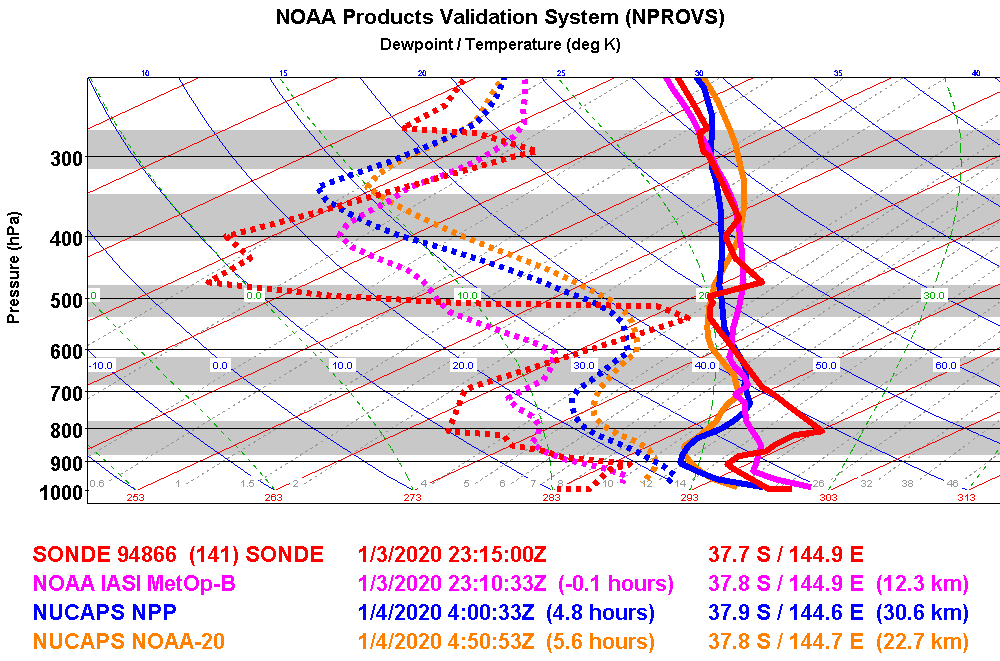 NOAA Products Validation System (NPROVS)
Dewpoint / Temperature (deg K)
10 15 20 25 30 35 40
Pressure (hPa)
300
400
500 .0 0.0 10.0 20 30.0
600
-10.0 0.0 10.0 20.0 30.0 40.0 50.0 60.0
700
800
900
0.6 1 1.5 2 4 5 6 7 8 10 12 14 26 32 38 46
1000
253 263 273 283 293 303 313
SONDE 94866 (141) SONDE 1/3/2020 23:15:00Z 37.7 S / 144.9 E
NOAA IASI MetOp-B 1/3/2020 23:10:33Z (-0.1 hours) 37.8 S / 144.9 E (12.3 km)
NUCAPS NPP 1/4/2020 4:00:33Z (4.8 hours) 37.9 S / 144.6 E (30.6 km)
NUCAPS NOAA-20 1/4/2020 4:50:53Z (5.6 hours) 37.8 S / 144.7 E (22.7 km)